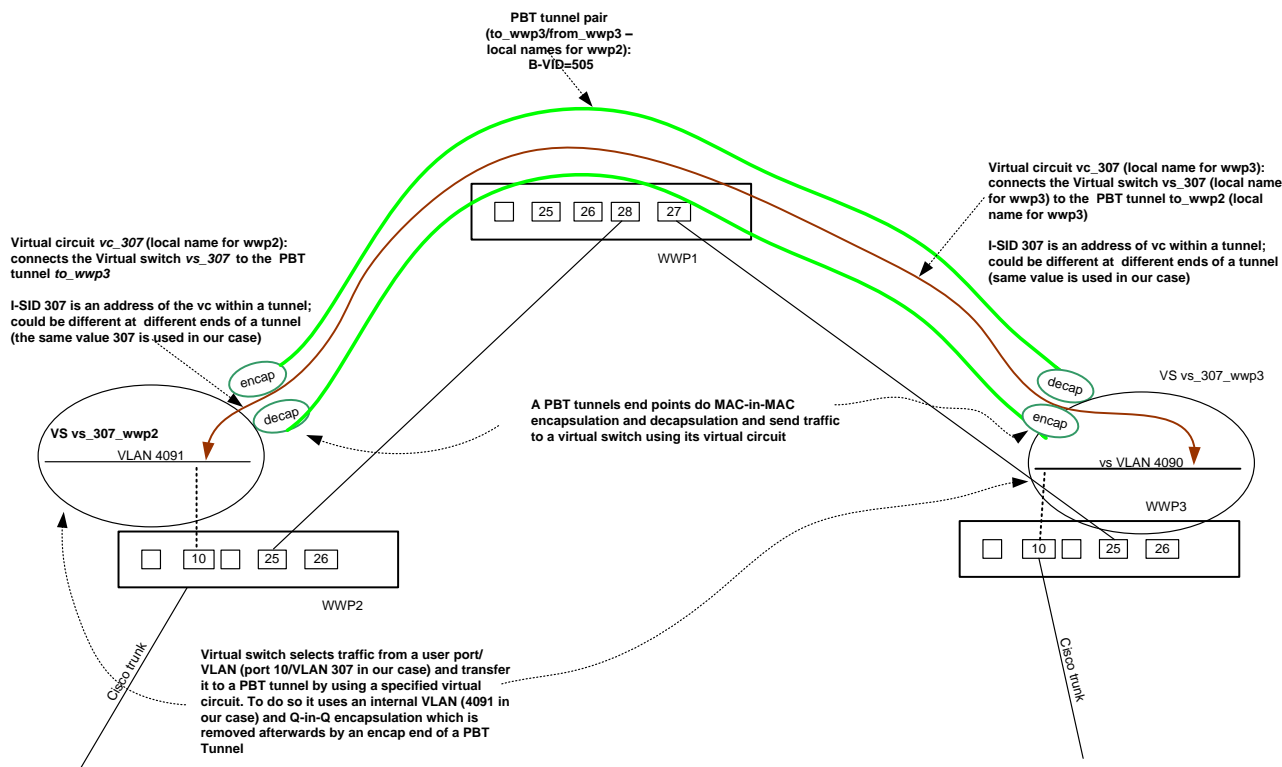 PBT tunnel pair
(to_wwp3/from_wwp3 –
local names for wwp2):
B-VID=505
Virtual circuit vc_307 (local name for wwp3):
connects the Virtual switch vs_307 (local name
for wwp3) to the PBT tunnel to_wwp2 (local
name for wwp3)
I-SID 307 is an address of vc within a tunnel;
could be different at different ends of a tunnel
(same value is used in our case)
25 26 28 27
WWP1
Virtual circuit vc_307 (local name for wwp2):
connects the Virtual switch vs_307 to the PBT
tunnel to_wwp3
I-SID 307 is an address of the vc within a tunnel;
could be different at different ends of a tunnel
(the same value 307 is used in our case)
encap
decap
VS vs_307_wwp2
VLAN 4091
A PBT tunnels end points do MAC-in-MAC
encapsulation and decapsulation and send traffic
to a virtual switch using its virtual circuit
decap
encap
VS vs_307_wwp3
vs VLAN 4090
WWP3
10 25 26
WWP2
10 25 26
Cisco trunk
Cisco trunk
Virtual switch selects traffic from a user port/
VLAN (port 10/VLAN 307 in our case) and transfer
it to a PBT tunnel by using a specified virtual
circuit. To do so it uses an internal VLAN (4091 in
our case) and Q-in-Q encapsulation which is
removed afterwards by an encap end of a PBT
Tunnel